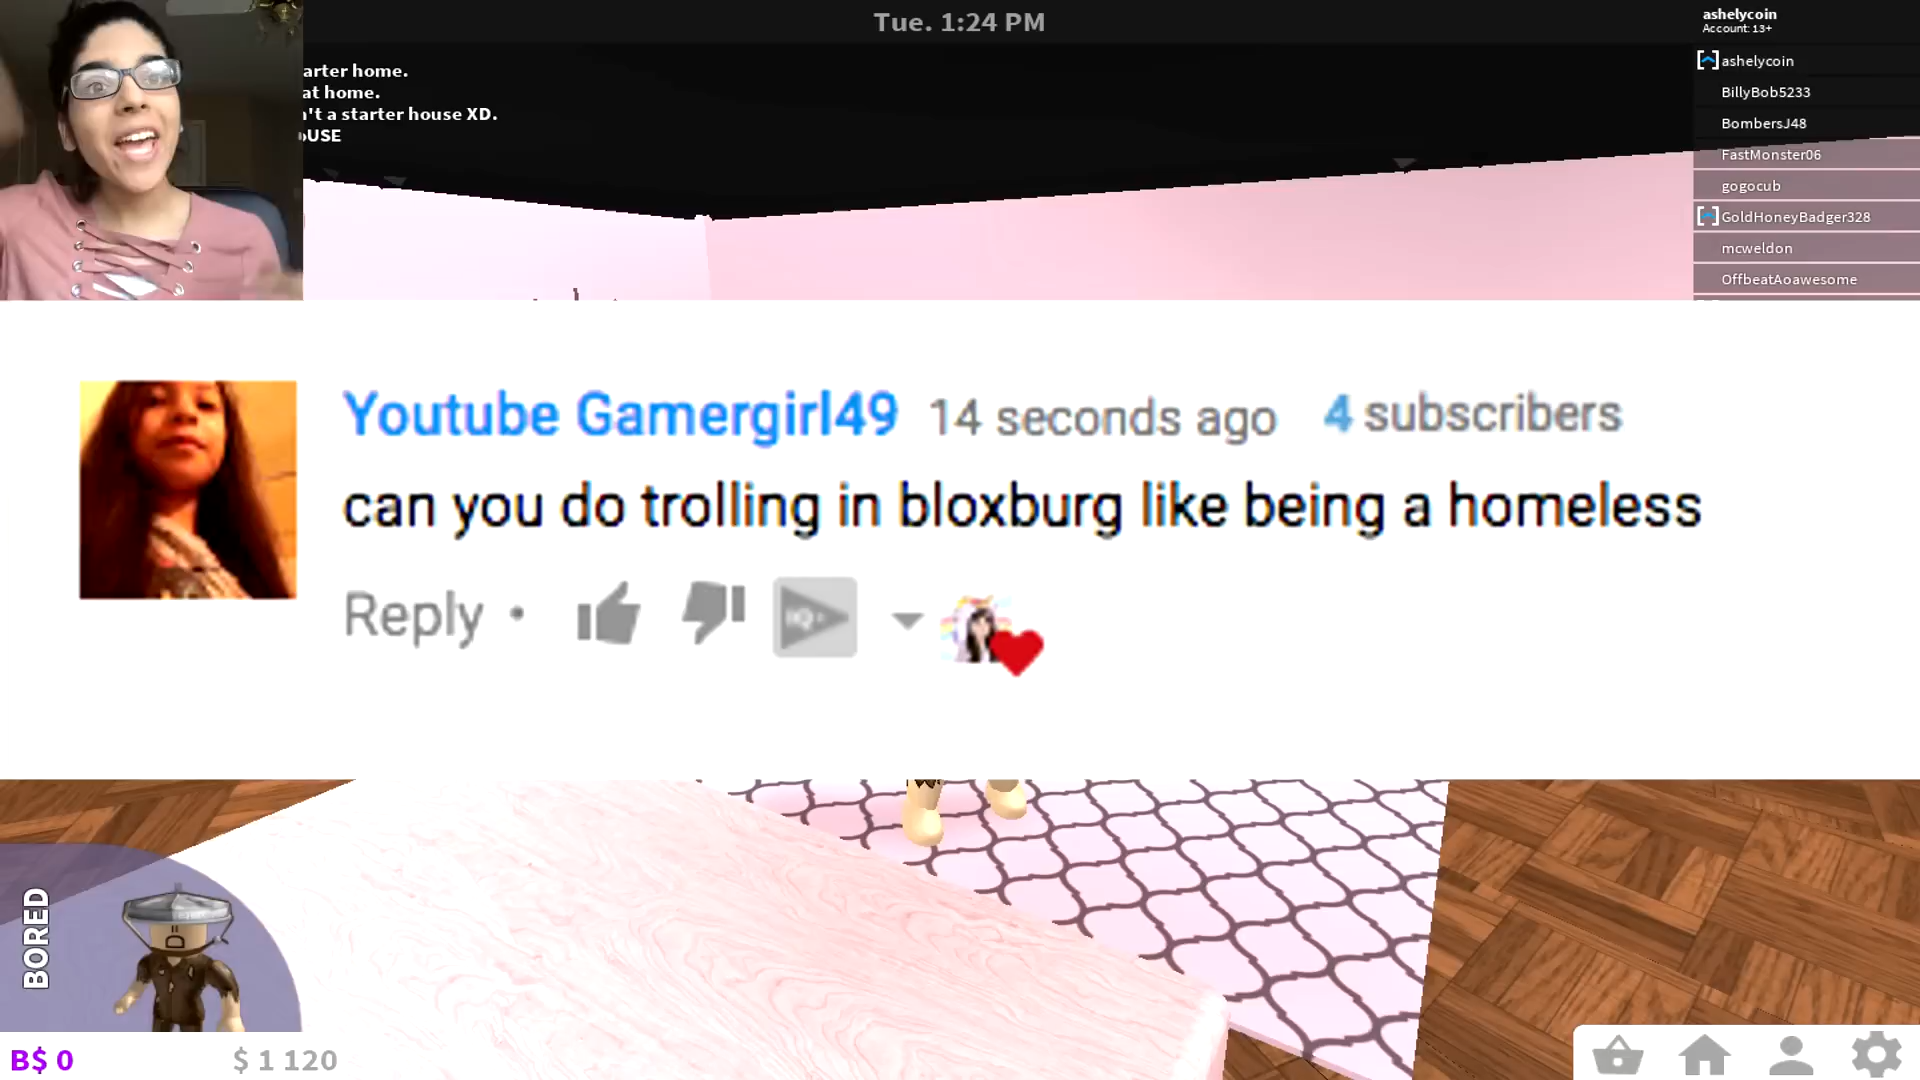 Tue. 1:24 PM
ashelycoin
Account: 13+
arter home.
at home.
't a starter house XD.
USE
ashelycoin
BillyBob5233
BombersJ48
FastMonster06
gogocub
GoldHoneyBadger328
mcweldon
OffbeatAoawesome
Youtube Gamergirl49 14 seconds ago 4 subscribers
can you do trolling in bloxburg like being a homeless
Reply •
BORED
B$ 0 $ 1 120